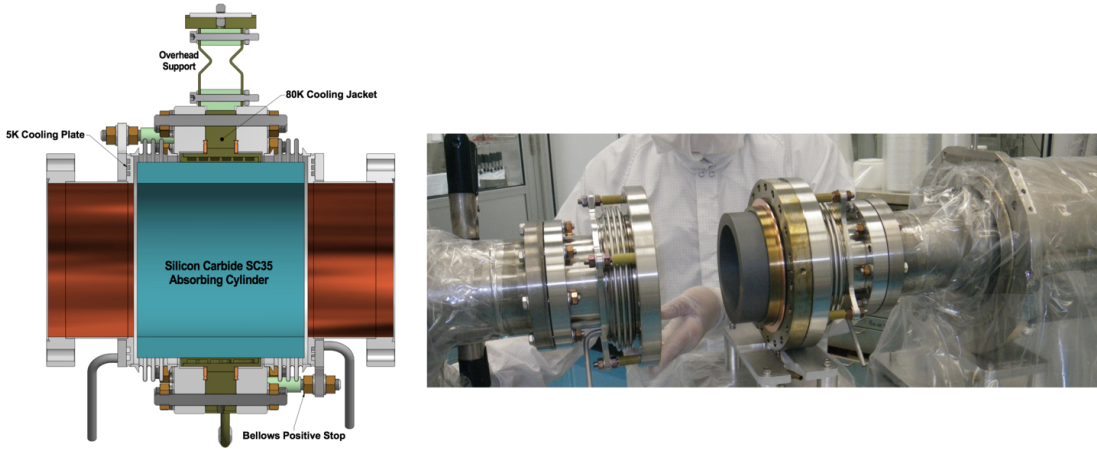 Overhead
Support
80K Cooling Jacket
5K Cooling Plate
Silicon Carbide SC35
Absorbing Cylinder
Bellows Positive Stop